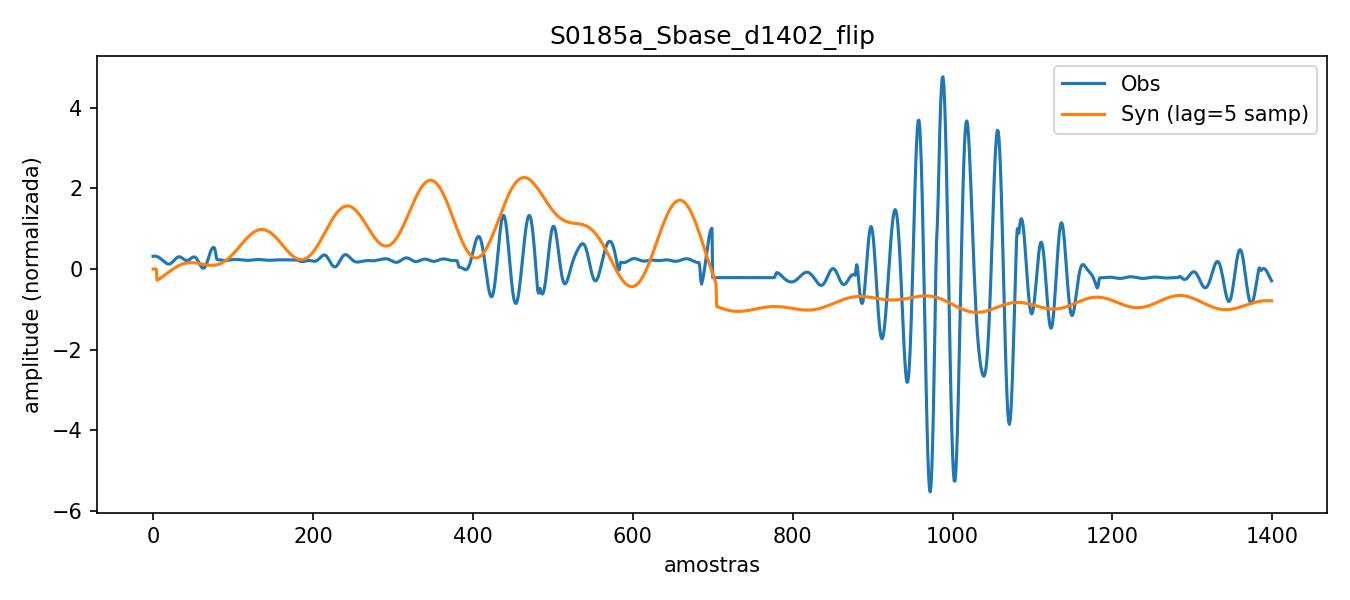 S0185a_Sbase_d1402_flip
Obs
Syn (lag=5 samp)
amplitude (normalizada)
4
2
0
−2
−4
−6
0 200 400 600 800 1000 1200 1400
amostras